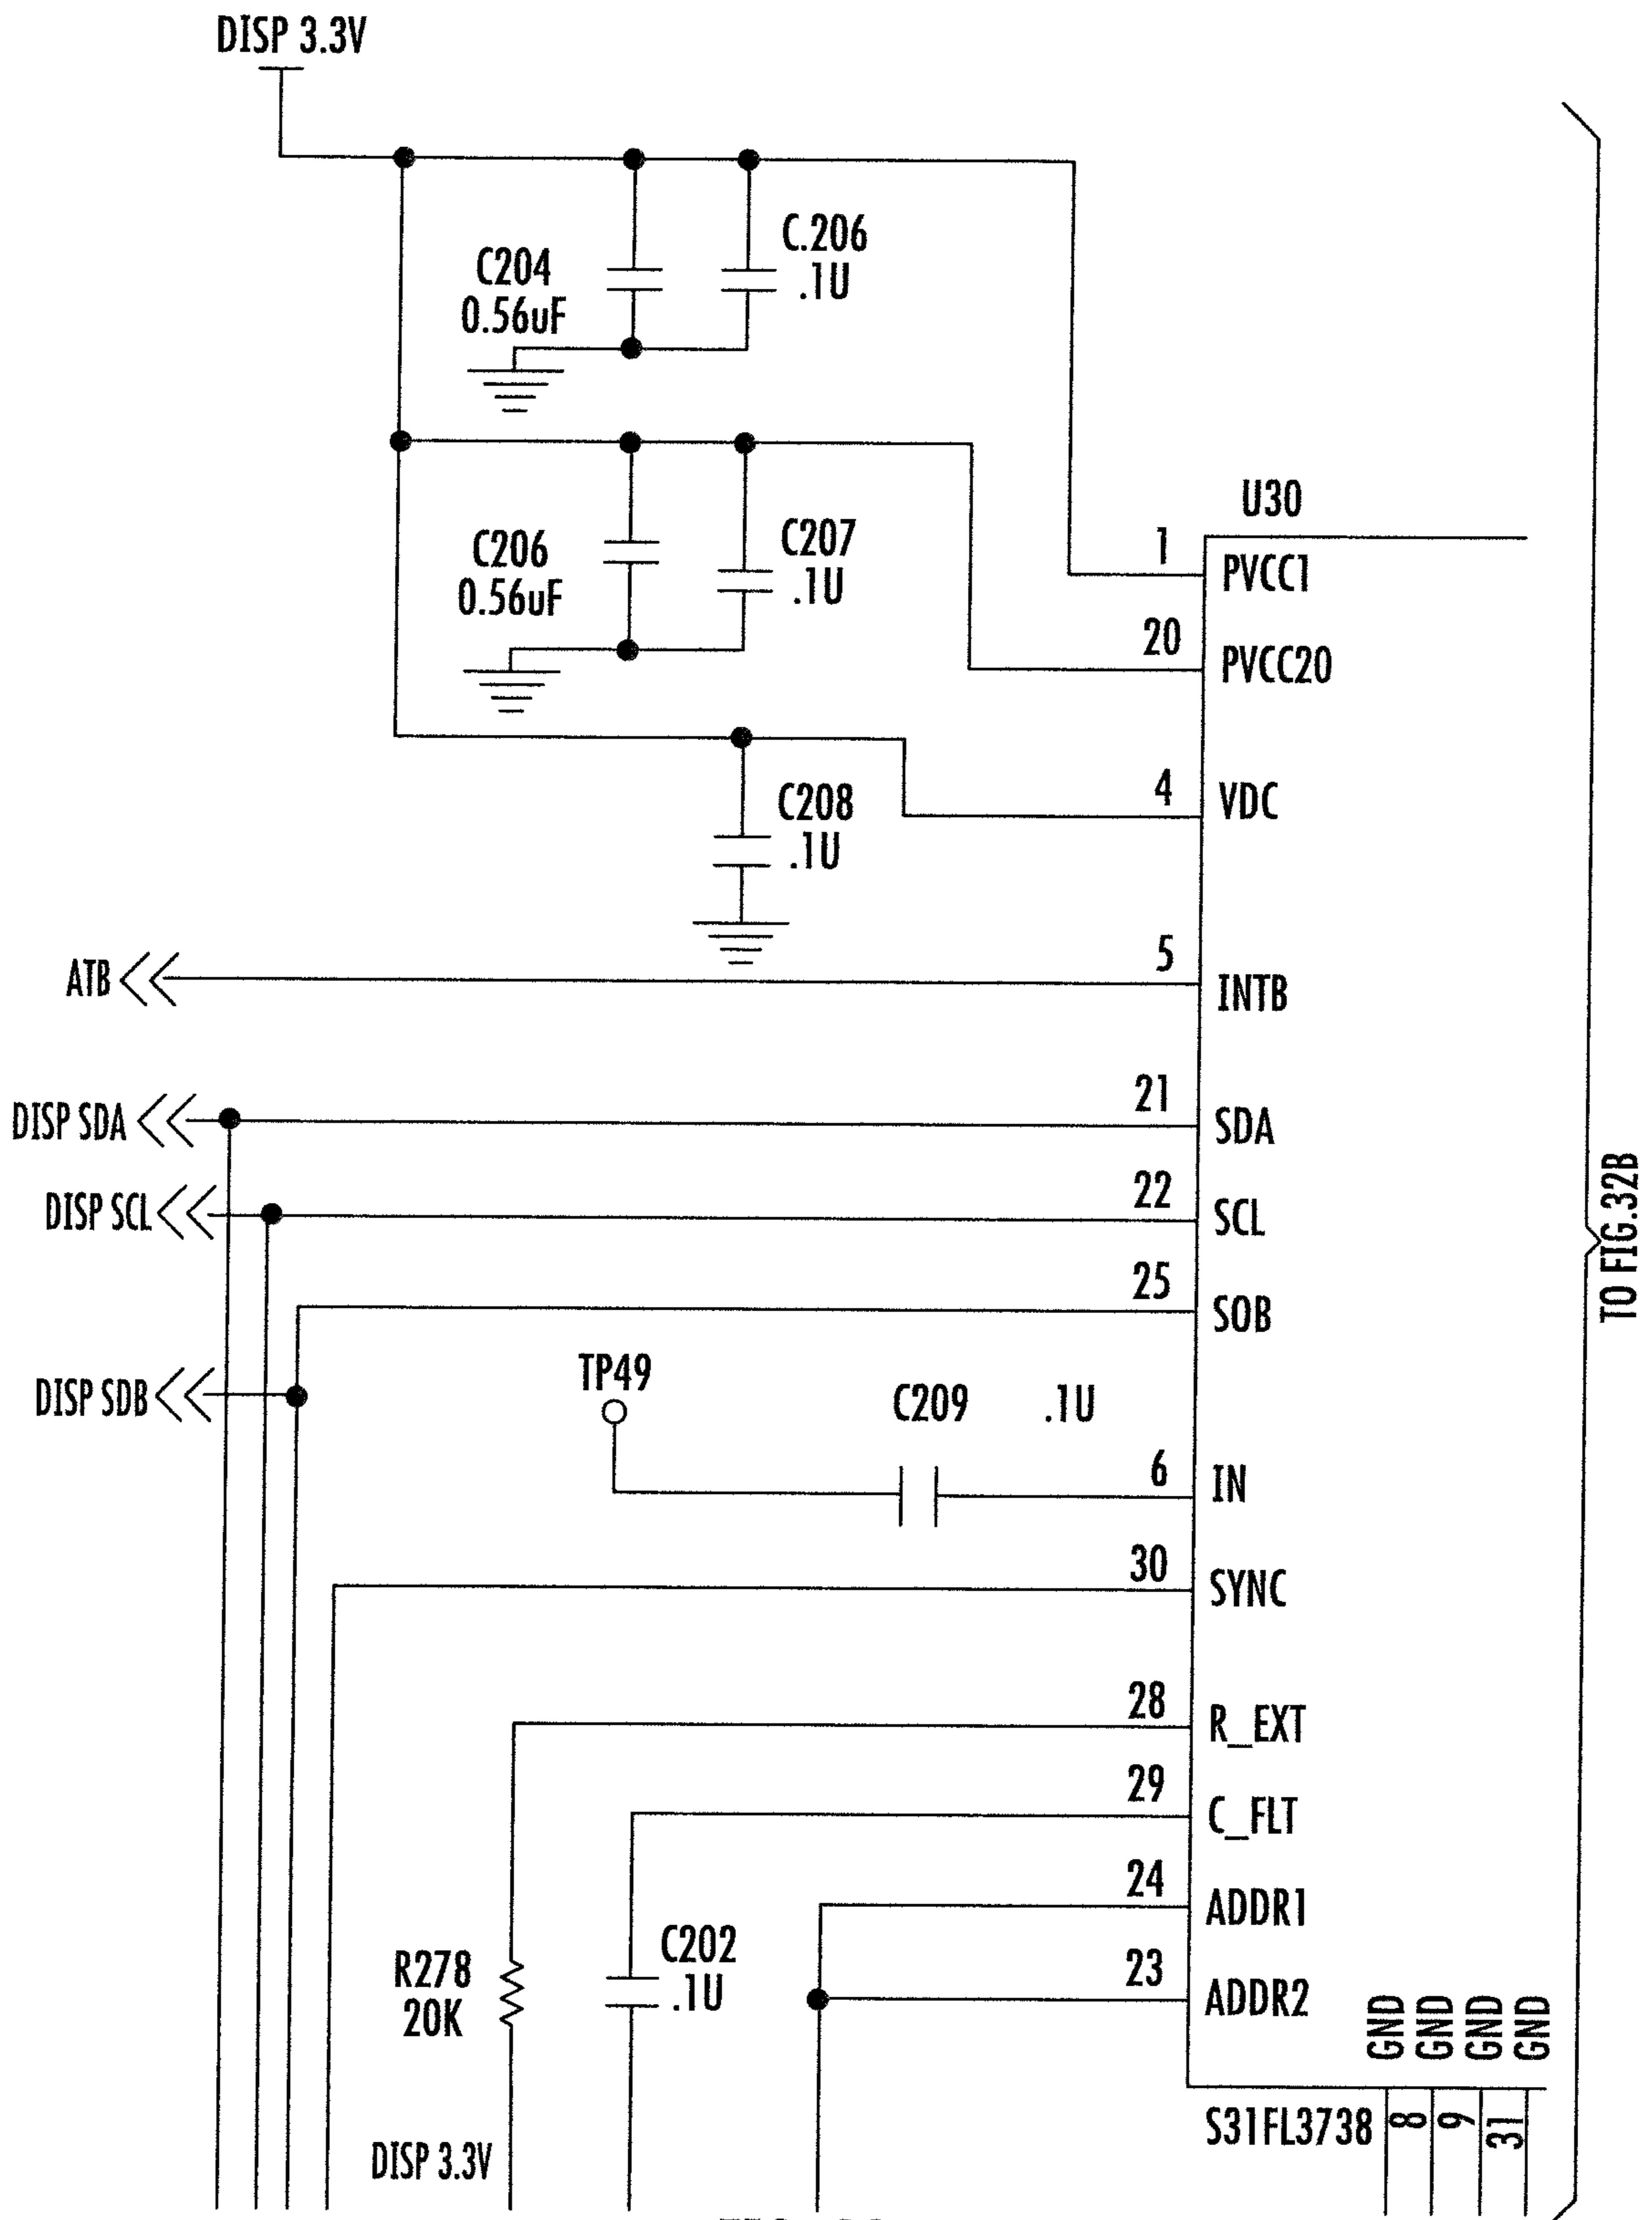 DISP 3.3V
C204
0.56uF
C.206
.1U
C206
0.56uF
C207
.1U
U30
1
PVCC1
20
PVCC20
C208
.1U
4
VDC
ATB
5
INTB
DISP SDA
21
SDA
DISP SCL
22
SCL
25
SOB
DISP SDB
TP49
C209 .1U
6
IN
30
SYNC
28
R_EXT
29
C_FLT
24
ADDR1
23
ADDR2
R278
20K
C202
.1U
GND
GND
GND
GND
S31FL3738
8
9
31
DISP 3.3V
TO FIG.32B